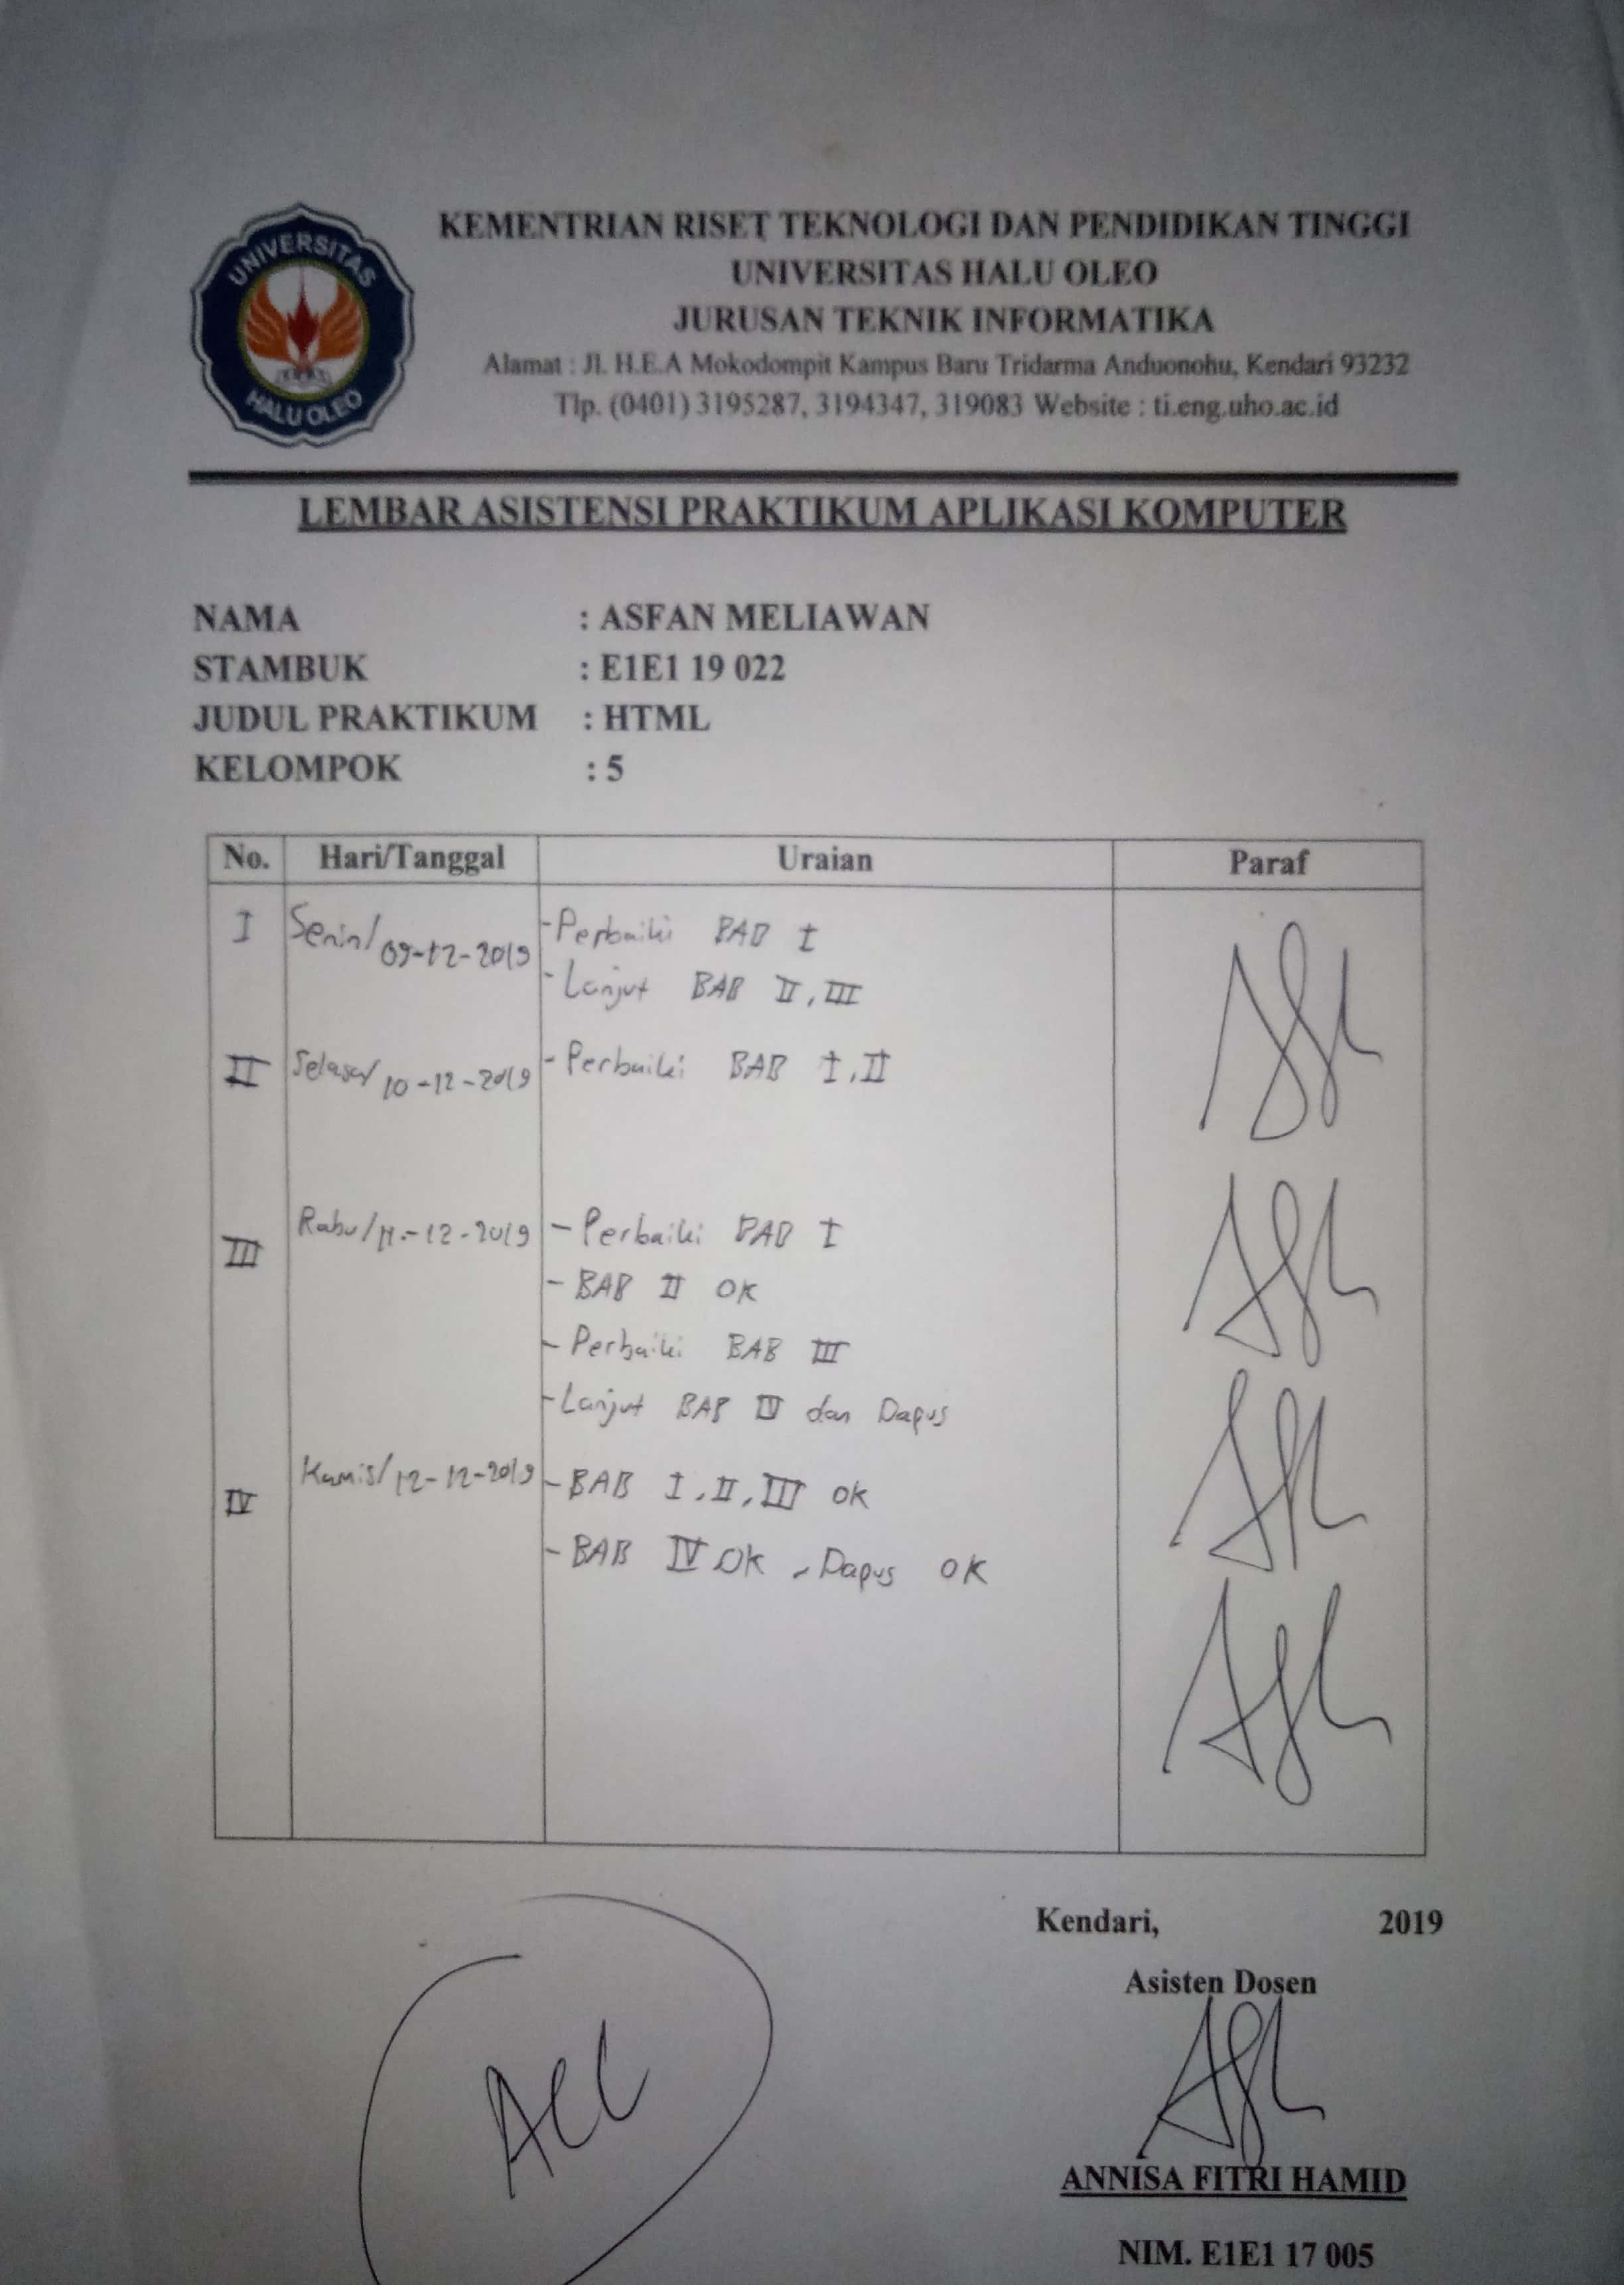 UNIVERSITAS
HALU OLEO
KEMENTRIAN RISET TEKNOLOGI DAN PENDIDIKAN TINGGI
UNIVERSITAS HALU OLEO
JURUSAN TEKNIK INFORMATIKA
Alamat : Jl. H.E.A Mokodompit Kampus Baru Tridarma Anduonohu, Kendari 93232
Tlp. (0401) 3195287, 3194347, 319083 Website : ti.eng.uho.ac.id
LEMBAR ASISTENSI PRAKTIKUM APLIKASI KOMPUTER
NAMA : ASFAN MELIAWAN
STAMBUK : E1E1 19 022
JUDUL PRAKTIKUM : HTML
KELOMPOK : 5
No. Hari/Tanggal Uraian Paraf
I Senin/09-12-2019 - Perbaiki BAB I
- Lanjut BAB II, III
II Selasa/10-12-2019 - Perbaiki BAB I, II
III Rabu/11-12-2019 - Perbaiki BAB I
- BAB II OK
- Perbaiki BAB III
- Lanjut BAB IV dan Dapus
IV Kamis/12-12-2019 - BAB I, II, III OK
- BAB IV OK - Dapus OK
Kendari, 2019
Asisten Dosen
ACC
ANNISA FITRI HAMID
NIM. E1E1 17 005